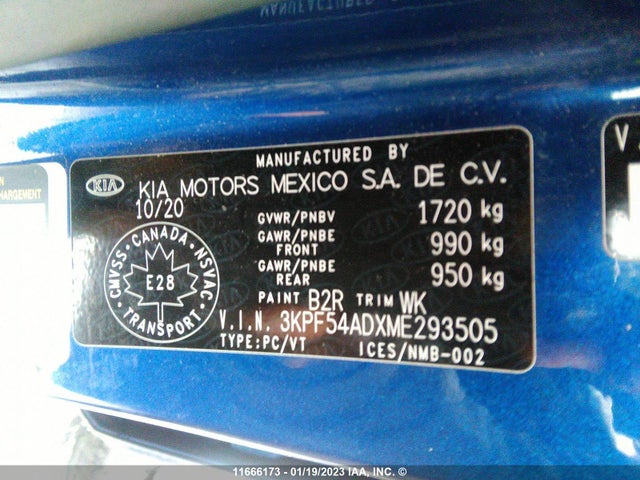 MANUFACTURED BY
KIA
KIA MOTORS MEXICO S.A. DE C.V.
10/20
GVWR/PNBV 1720 kg
GAWR/PNBE FRONT 990 kg
GAWR/PNBE REAR 950 kg
PAINT B2R TRIM WK
V.I.N. 3KPF54ADXME293505
TYPE:PC/VT ICES/NMB-002
CMVSS • CANADA • NSVAC • TRANSPORT •
E28
HARGEMENT
V.
11666173 - 01/19/2023 IAA, INC. ©